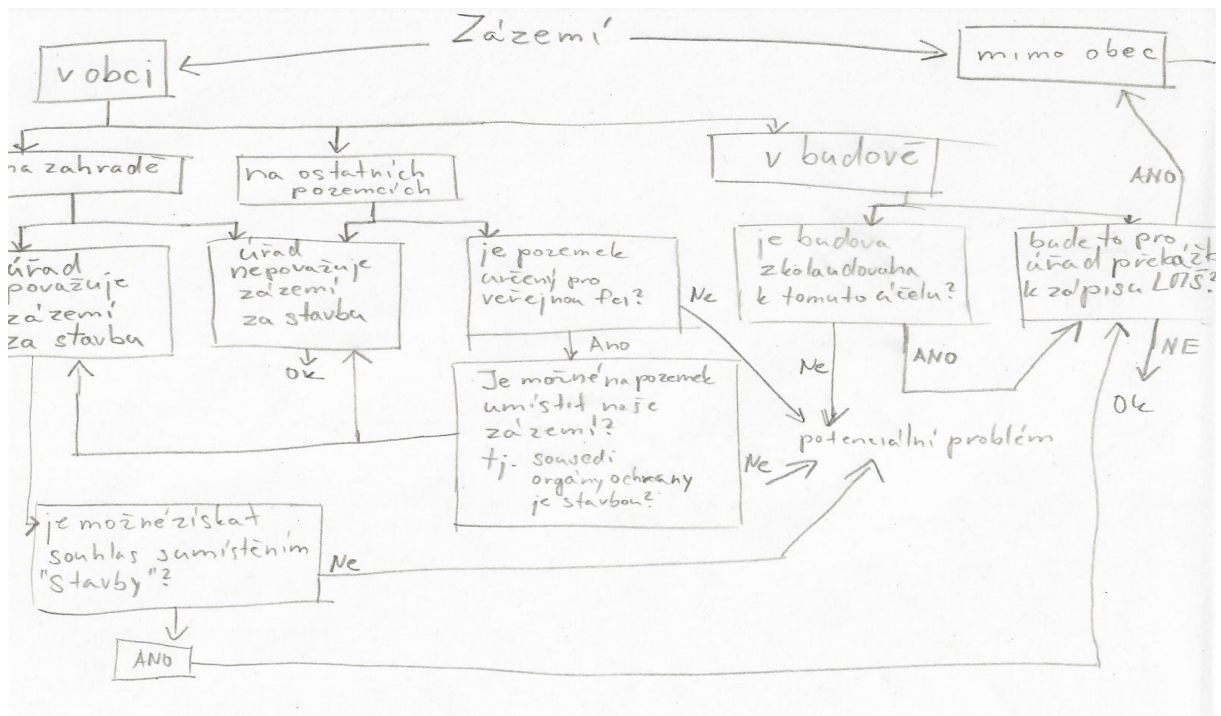 Zázemí
v obci
mimo obec
na zahradě
na ostatních
pozemcích
v budově
ANO
úřad
považuje
zázemí
za stavbu
úřad
nepovažuje
zázemí
za stavbu
je pozemek
určený pro
veřejnou fci?
je budova
zkolaudována
k tomuto účelu?
bude to pro
úřad překážk
k zápisu LMŠ?
Ne
Ano
Ne
ANO
NE
OK
Ok
Je možné na pozemek
umístit naše
zázemí?
tj. sousedi
orgány ochrany
je stavbou?
Ne
potenciální problém
je možné získat
souhlas s umístěním
"stavby"?
Ne
ANO